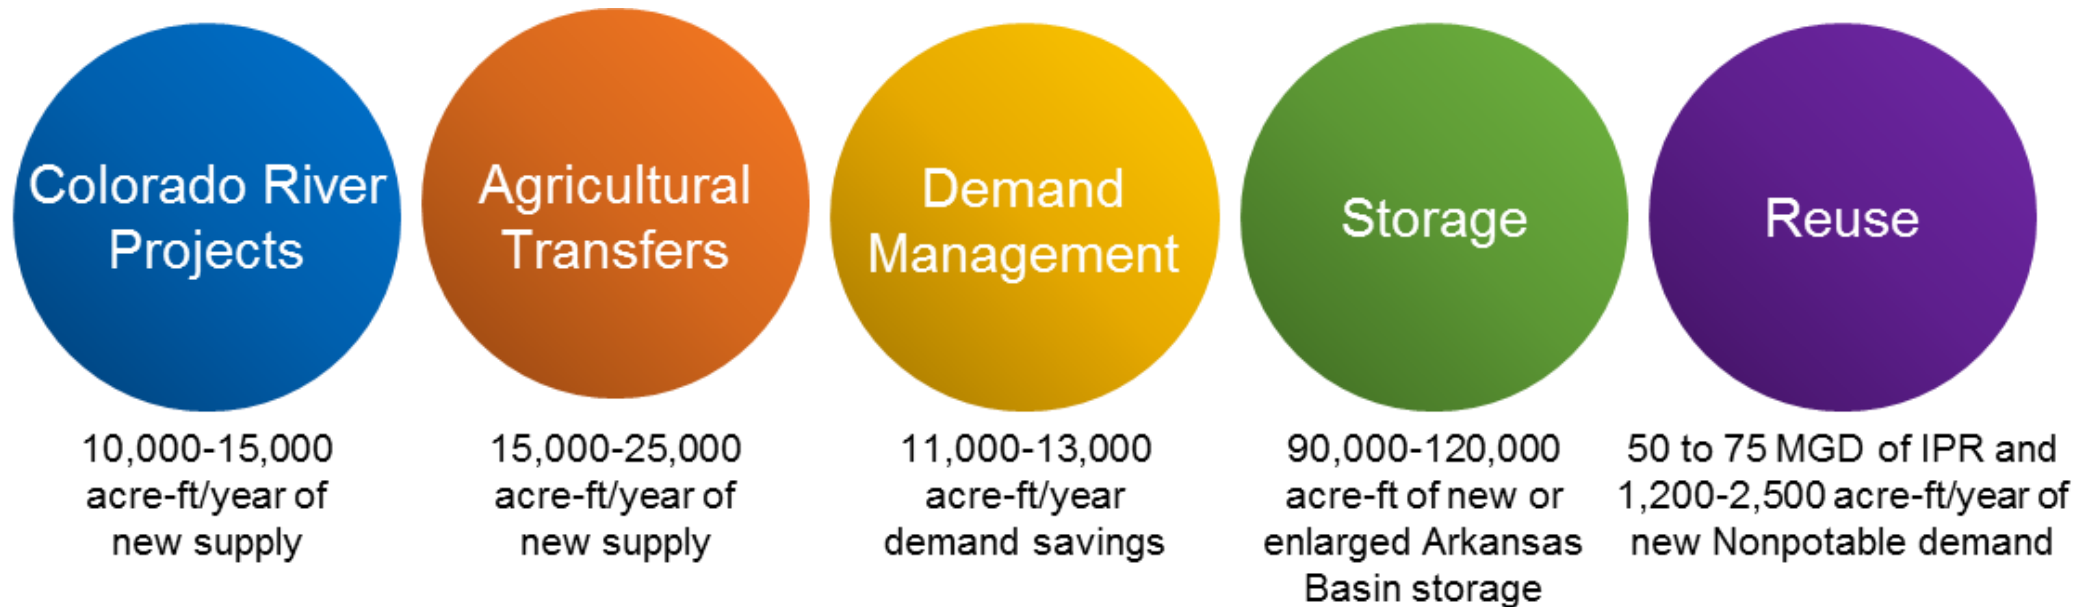 Colorado River
Projects
10,000-15,000
acre-ft/year of
new supply
Agricultural
Transfers
15,000-25,000
acre-ft/year of
new supply
Demand
Management
11,000-13,000
acre-ft/year
demand savings
Storage
90,000-120,000
acre-ft of new or
enlarged Arkansas
Basin storage
Reuse
50 to 75 MGD of IPR and
1,200-2,500 acre-ft/year of
new Nonpotable demand